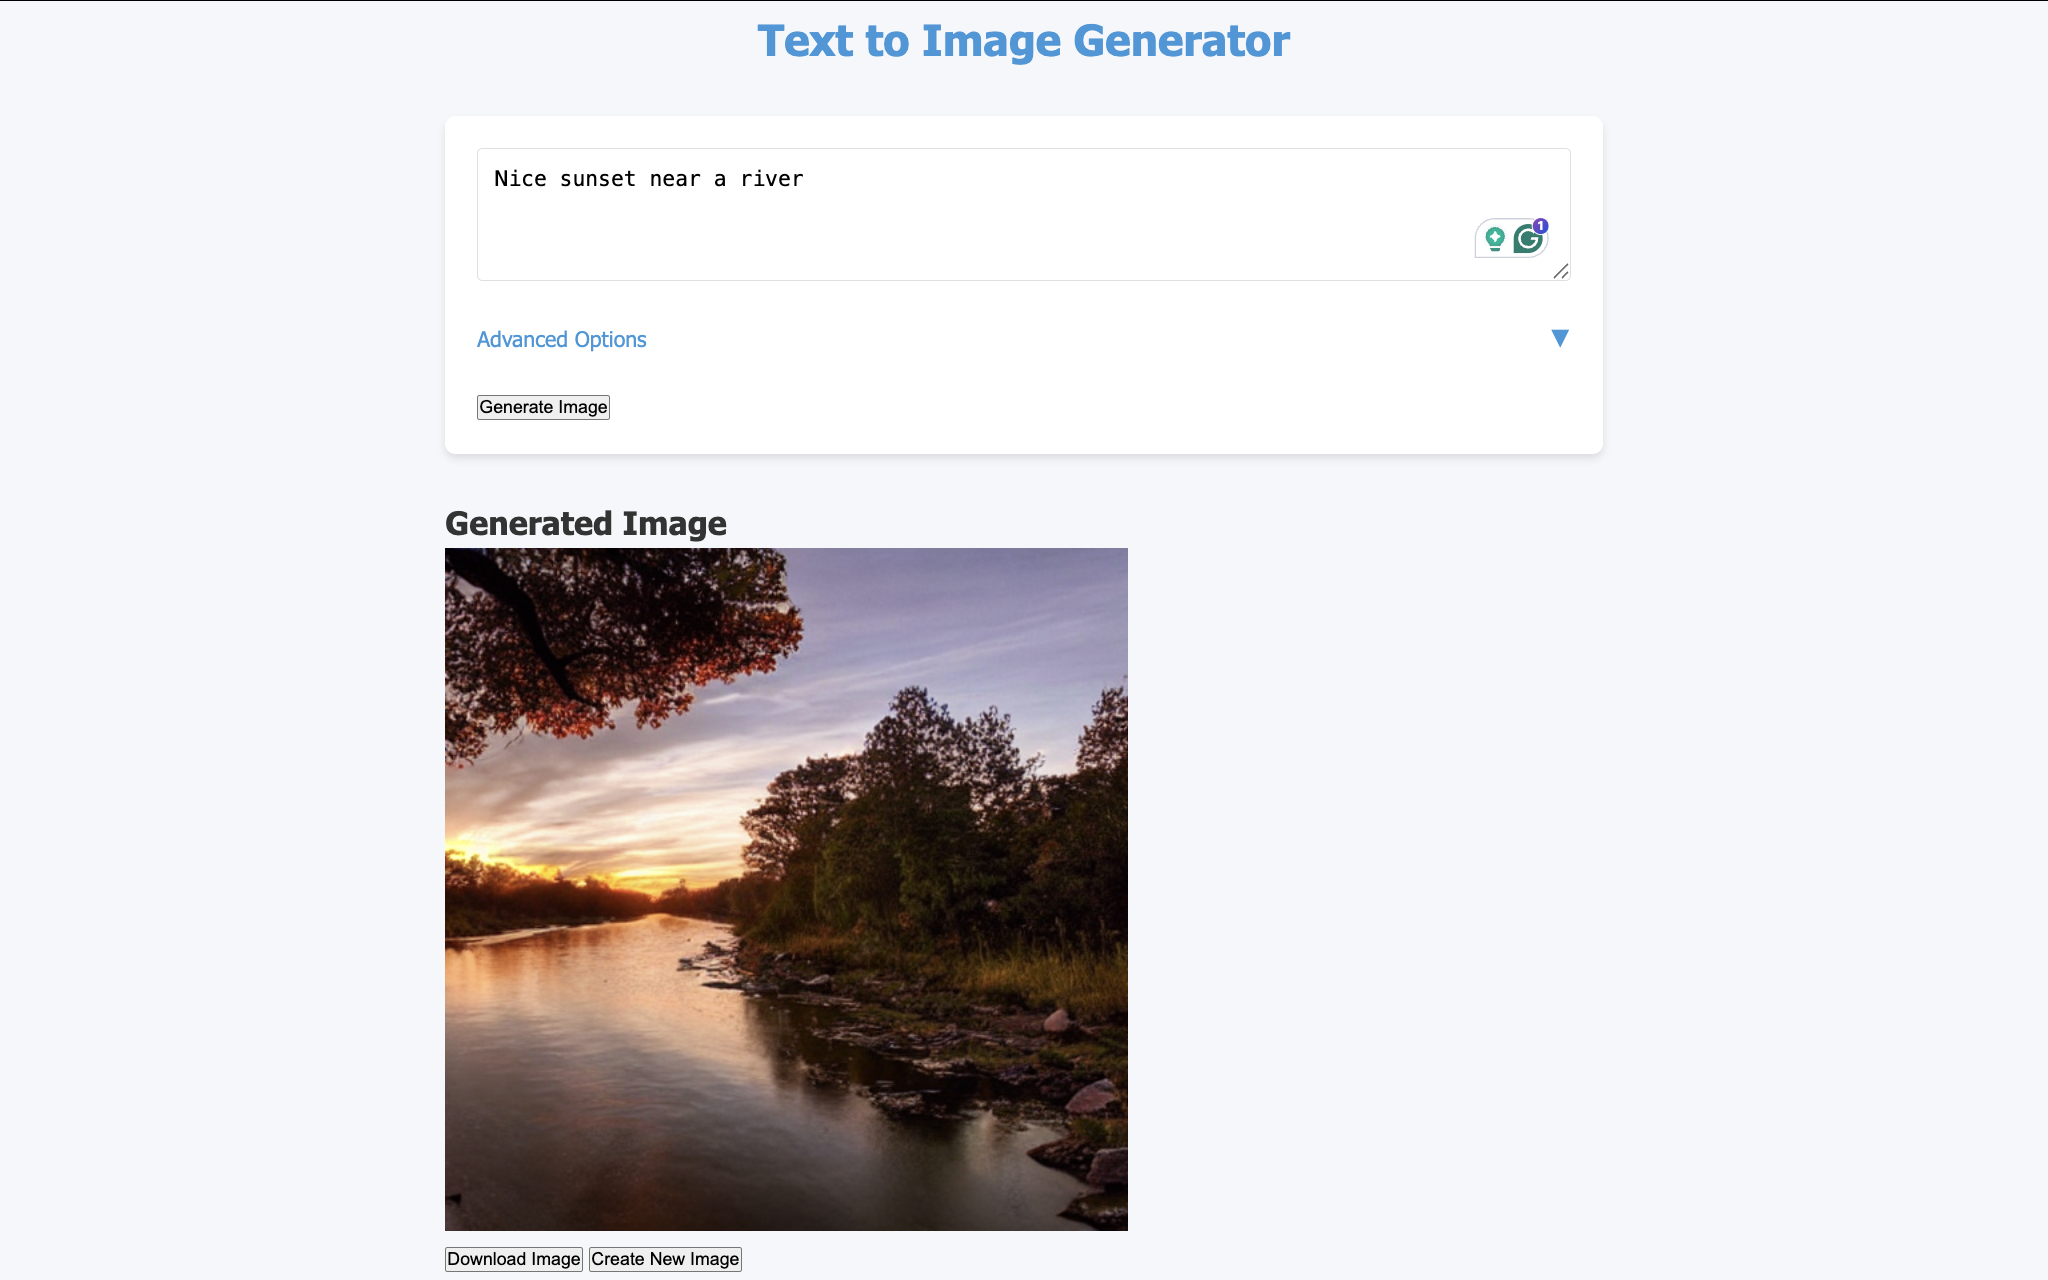 Text to Image Generator
Nice sunset near a river
1
Advanced Options ▼
Generate Image
Generated Image
Download Image Create New Image